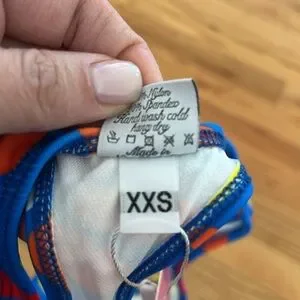 Nylon
Spandex
Hand wash cold
hang dry
Made in
XXS